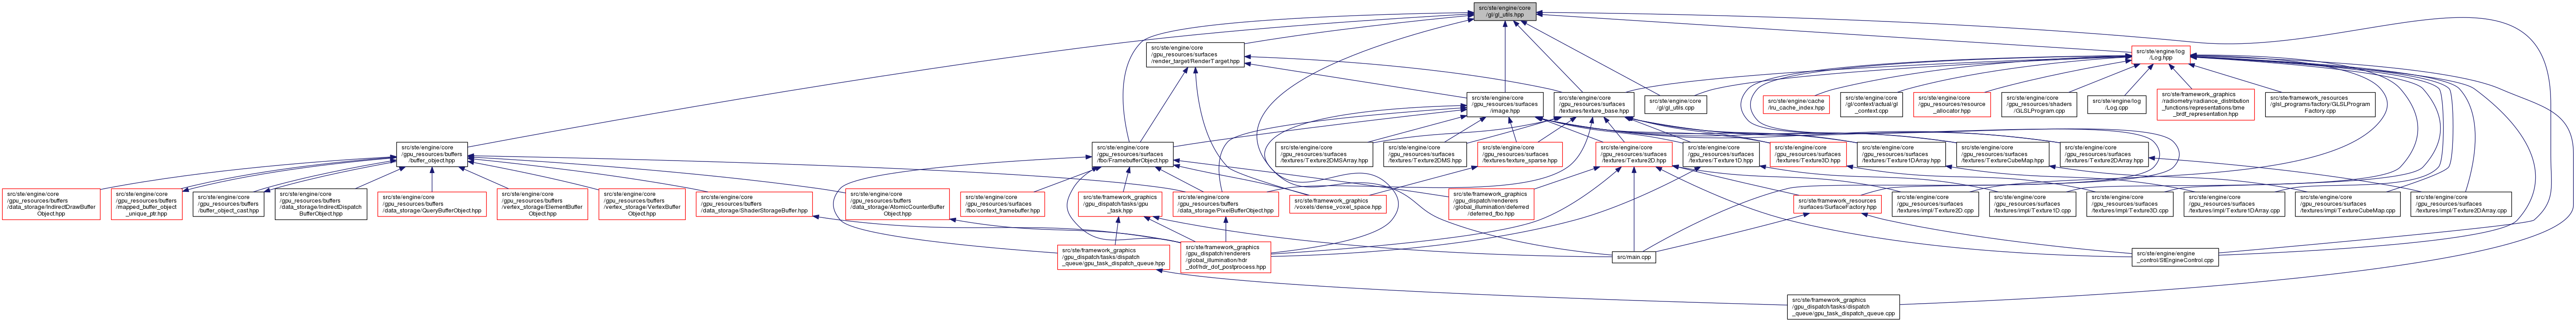 src/ste/engine/core
/gl/gl_utils.hpp
src/ste/engine/core
/gpu_resources/surfaces
/render_target/RenderTarget.hpp
src/ste/engine/log
/Log.hpp
src/ste/engine/core
/gpu_resources/surfaces
/image.hpp
src/ste/engine/core
/gpu_resources/surfaces
/textures/texture_base.hpp
src/ste/engine/core
/gl/gl_utils.cpp
src/ste/engine/cache
/lru_cache_index.hpp
src/ste/engine/core
/gl/context/actual/gl
_context.cpp
src/ste/engine/core
/gpu_resources/resource
_allocator.hpp
src/ste/engine/core
/gpu_resources/shaders
/GLSLProgram.cpp
src/ste/engine/log
/Log.cpp
src/ste/framework_graphics
/radiometry/radiance_distribution
_functions/representations/bme
_brdf_representation.hpp
src/ste/framework_resources
/glsl_programs/factory/GLSLProgram
Factory.cpp
src/ste/engine/core
/gpu_resources/buffers
/buffer_object.hpp
src/ste/engine/core
/gpu_resources/surfaces
/fbo/FramebufferObject.hpp
src/ste/engine/core
/gpu_resources/surfaces
/textures/Texture2DMSArray.hpp
src/ste/engine/core
/gpu_resources/surfaces
/textures/Texture2DMS.hpp
src/ste/engine/core
/gpu_resources/surfaces
/textures/texture_sparse.hpp
src/ste/engine/core
/gpu_resources/surfaces
/textures/Texture2D.hpp
src/ste/engine/core
/gpu_resources/surfaces
/textures/Texture1D.hpp
src/ste/engine/core
/gpu_resources/surfaces
/textures/Texture3D.hpp
src/ste/engine/core
/gpu_resources/surfaces
/textures/Texture1DArray.hpp
src/ste/engine/core
/gpu_resources/surfaces
/textures/TextureCubeMap.hpp
src/ste/engine/core
/gpu_resources/surfaces
/textures/Texture2DArray.hpp
src/ste/engine/core
/gpu_resources/buffers
/data_storage/IndirectDrawBuffer
Object.hpp
src/ste/engine/core
/gpu_resources/buffers
/mapped_buffer_object
_unique_ptr.hpp
src/ste/engine/core
/gpu_resources/buffers
/buffer_object_cast.hpp
src/ste/engine/core
/gpu_resources/buffers
/data_storage/IndirectDispatch
BufferObject.hpp
src/ste/engine/core
/gpu_resources/buffers
/data_storage/QueryBufferObject.hpp
src/ste/engine/core
/gpu_resources/buffers
/vertex_storage/ElementBuffer
Object.hpp
src/ste/engine/core
/gpu_resources/buffers
/vertex_storage/VertexBuffer
Object.hpp
src/ste/engine/core
/gpu_resources/buffers
/data_storage/ShaderStorageBuffer.hpp
src/ste/engine/core
/gpu_resources/buffers
/data_storage/AtomicCounterBuffer
Object.hpp
src/ste/engine/core
/gpu_resources/surfaces
/fbo/context_framebuffer.hpp
src/ste/framework_graphics
/gpu_dispatch/tasks/gpu
_task.hpp
src/ste/engine/core
/gpu_resources/buffers
/data_storage/PixelBufferObject.hpp
src/ste/framework_graphics
/voxels/dense_voxel_space.hpp
src/ste/framework_graphics
/gpu_dispatch/renderers
/global_illumination/deferred
/deferred_fbo.hpp
src/ste/framework_resources
/surfaces/SurfaceFactory.hpp
src/ste/engine/core
/gpu_resources/surfaces
/textures/impl/Texture2D.cpp
src/ste/engine/core
/gpu_resources/surfaces
/textures/impl/Texture1D.cpp
src/ste/engine/core
/gpu_resources/surfaces
/textures/impl/Texture3D.cpp
src/ste/engine/core
/gpu_resources/surfaces
/textures/impl/Texture1DArray.cpp
src/ste/engine/core
/gpu_resources/surfaces
/textures/impl/TextureCubeMap.cpp
src/ste/engine/core
/gpu_resources/surfaces
/textures/impl/Texture2DArray.cpp
src/ste/framework_graphics
/gpu_dispatch/tasks/dispatch
_queue/gpu_task_dispatch_queue.hpp
src/ste/framework_graphics
/gpu_dispatch/renderers
/global_illumination/hdr
_dof/hdr_dof_postprocess.hpp
src/main.cpp
src/ste/engine/engine
_control/StEngineControl.cpp
src/ste/framework_graphics
/gpu_dispatch/tasks/dispatch
_queue/gpu_task_dispatch_queue.cpp